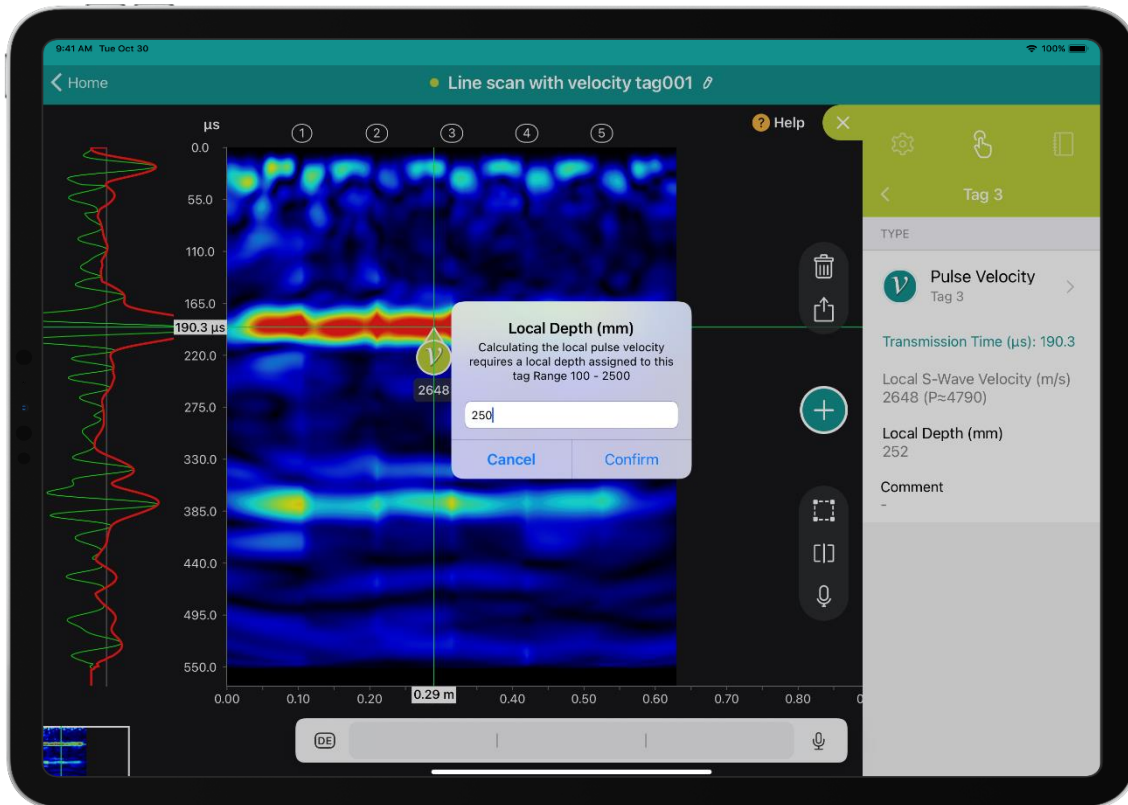 9:41 AM Tue Oct 30
100%
Home
Line scan with velocity tag001
µs
1 2 3 4 5
? Help
0.0
55.0
110.0
165.0
190.3 µs
220.0
275.0
330.0
385.0
440.0
495.0
550.0
0.00 0.10 0.20 0.29 m 0.40 0.50 0.60 0.70 0.80 0
V
2648
Local Depth (mm)
Calculating the local pulse velocity
requires a local depth assigned to this
tag Range 100 - 2500
250
Cancel Confirm
Tag 3
TYPE
V
Pulse Velocity
Tag 3
Transmission Time (µs): 190.3
Local S-Wave Velocity (m/s)
2648 (P≈4790)
Local Depth (mm)
252
Comment
-
DE